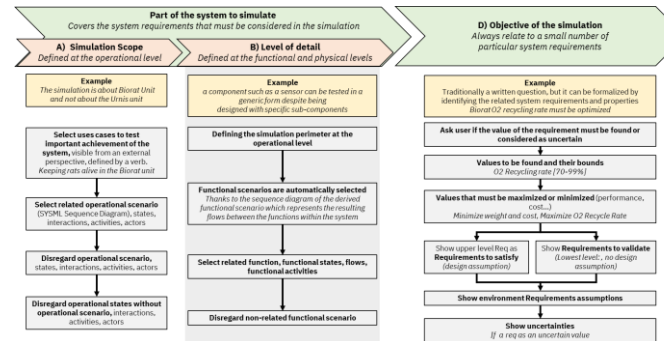 Part of the system to simulate
Covers the system requirements that must be considered in the simulation
A) Simulation Scope
Defined at the operational level
Example
The simulation is about Biorat Unit
and not about the Urnis unit
Select uses cases to test
important achievement of the
system, visible from an external
perspective, defined by a verb.
Keeping rats alive in the Biorat unit
Select related operational scenario
(SYSML Sequence Diagram), states,
interactions, activities, actors
Disregard operational scenario,
states, interactions, activities, actors
Disregard operational states without
operational scenario, interactions,
activities, actors
B) Level of detail
Defined at the functional and physical levels
Example
a component such as a sensor can be tested in a
generic form despite being
designed with specific sub-components
Defining the simulation perimeter at the
operational level
Functional scenarios are automatically selected
Thanks to the sequence diagram of the derived
functional scenario which represents the resulting
flows between the functions within the system
Select related function, functional states, flows,
functional activities
Disregard non-related functional scenario
D) Objective of the simulation
Always relate to a small number of
particular system requirements
Example
Traditionally a written question, but it can be formalized by
identifying the related system requirements and properties
Biorat O2 recycling rate must be optimized
Ask user if the value of the requirement must be found or
considered as uncertain
Values to be found and their bounds
O2 Recycling rate [70-99%]
Values that must be maximized or minimized (performance,
cost...)
Minimize weight and cost, Maximize O2 Recycle Rate
Show upper level Req as
Requirements to satisfy
(design assumption)
Show Requirements to validate
(Lowest level:, no design
assumption)
Show environment Requirements assumptions
Show uncertainties
If a req as an uncertain value